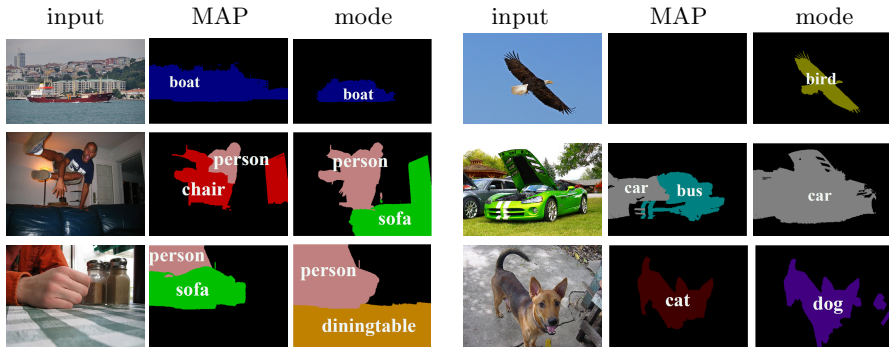 input MAP mode input MAP mode
boat boat bird
person chair person sofa car bus car
person sofa person diningtable cat dog